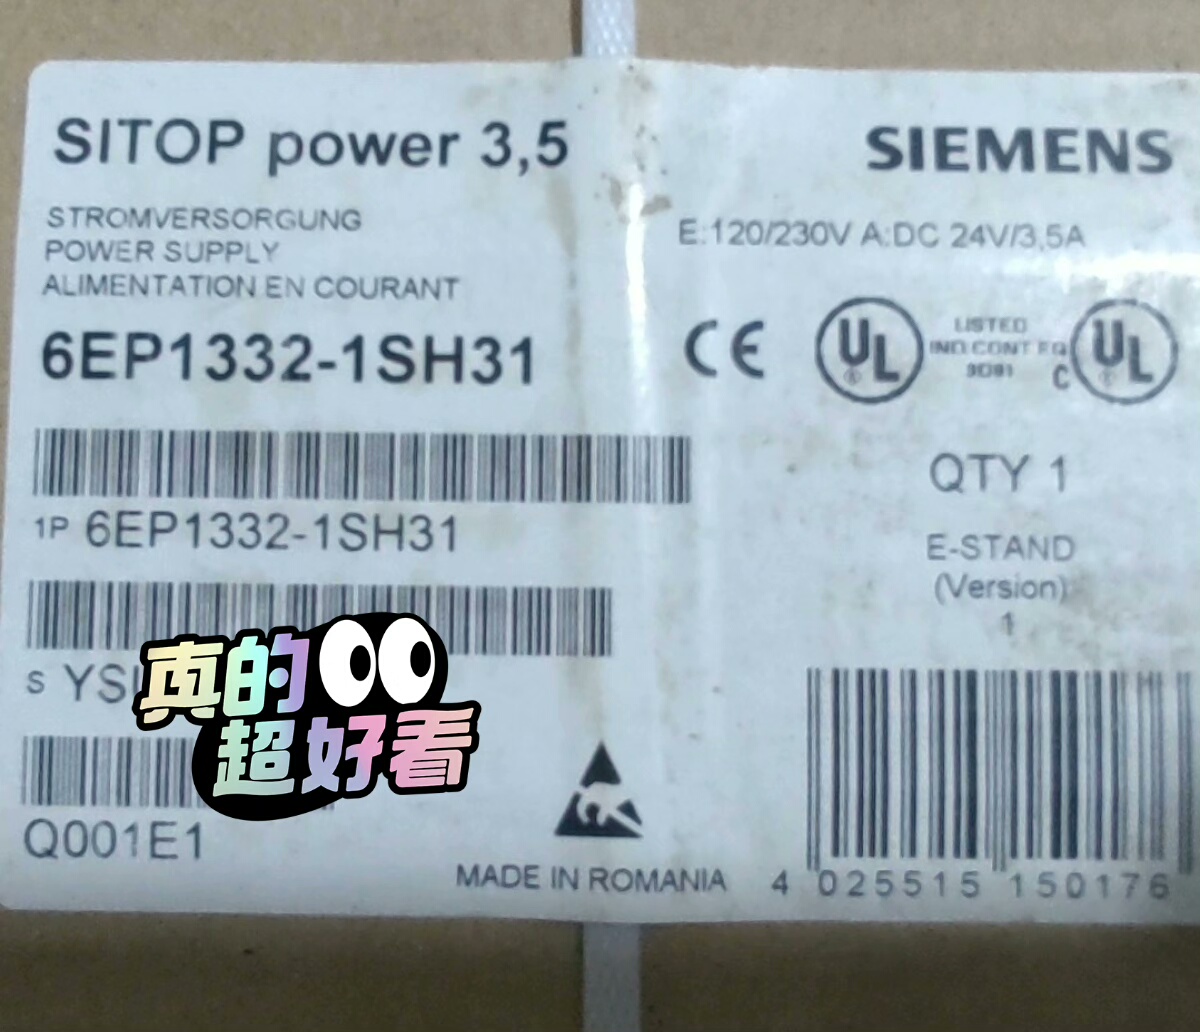 SITOP power 3,5
SIEMENS
STROMVERSORGUNG
POWER SUPPLY
ALIMENTATION EN COURANT
E:120/230V A:DC 24V/3,5A
6EP1332-1SH31
CE
UL
LISTED
IND.CONT EQ
C UL
QTY 1
1P 6EP1332-1SH31
E-STAND
(Version)
1
S YS
真的
超好看
Q001E1
MADE IN ROMANIA
4 025515 150176